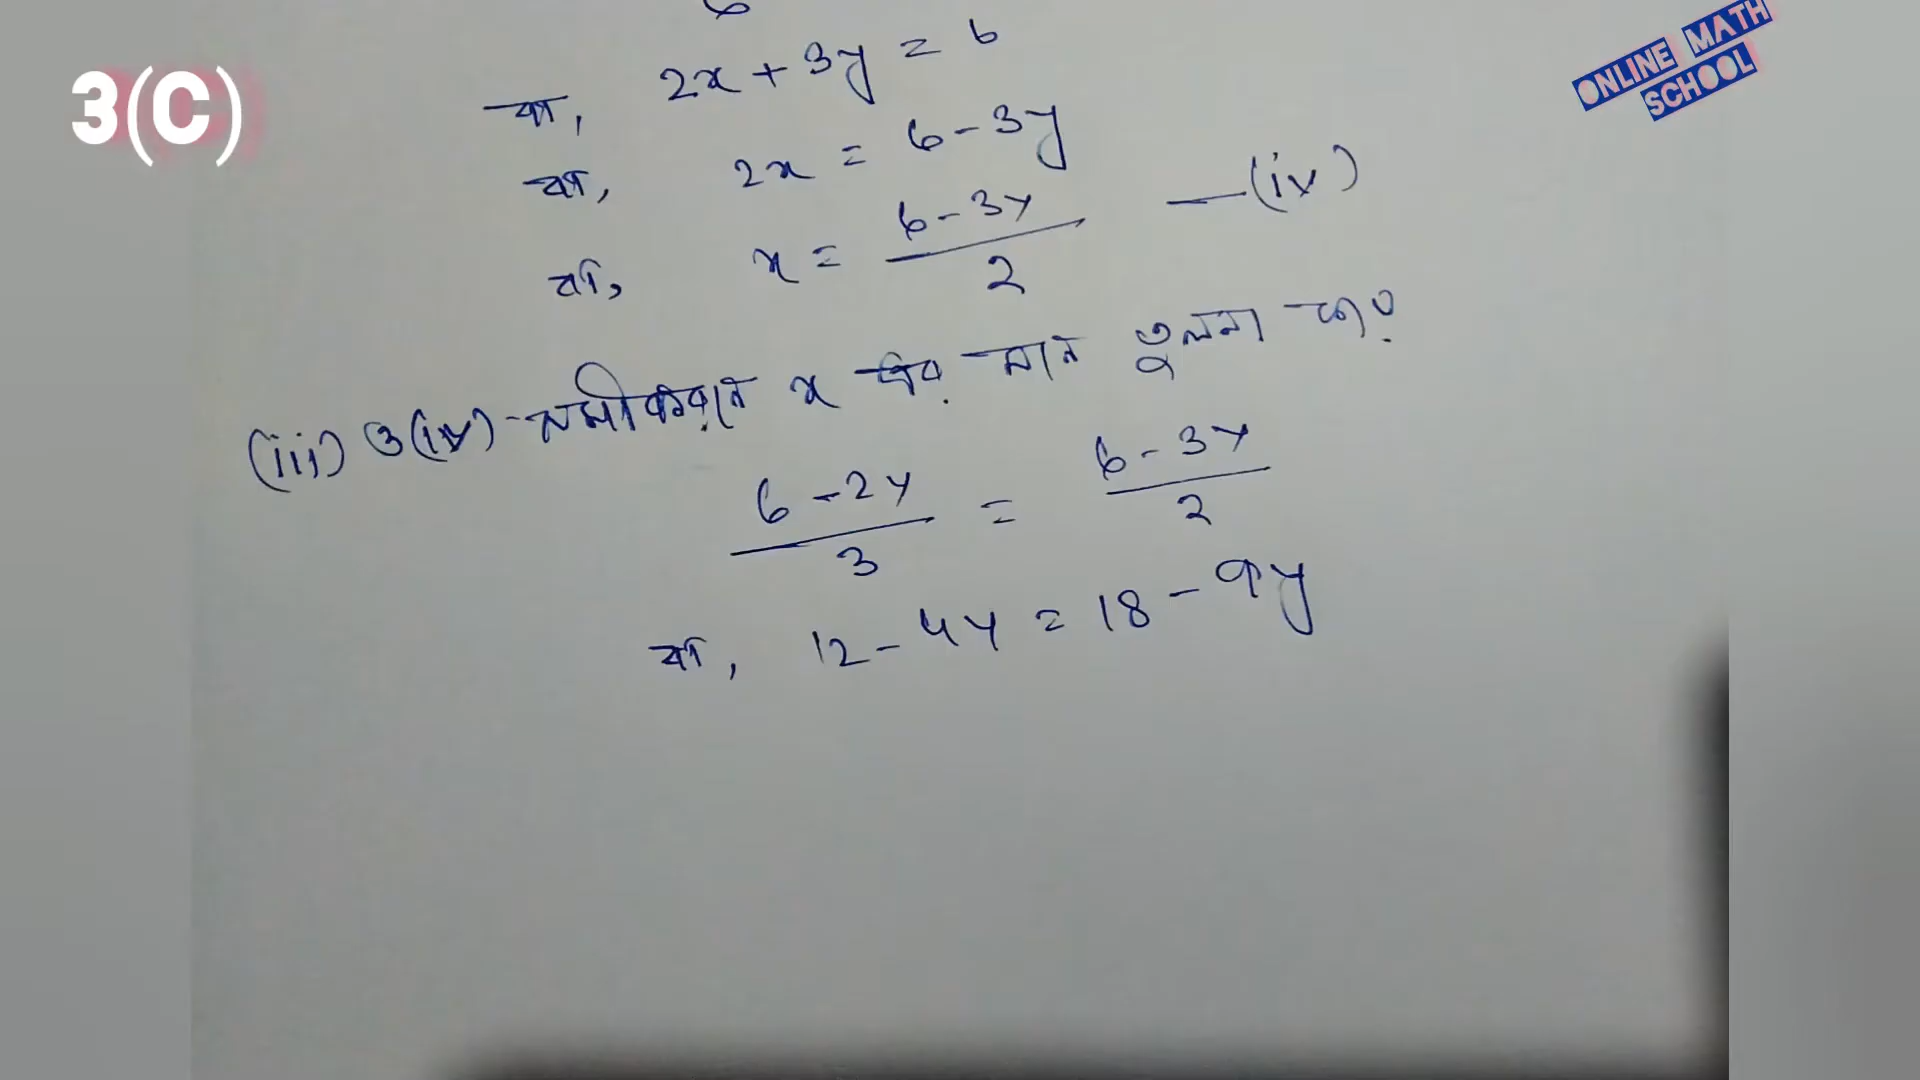 3(C)
ONLINE MATH
SCHOOL
6
বা, 2x + 3y = 6
বা, 2x = 6 - 3y
বা, x = (6 - 3y)/2 —(iv)
(iii) ও (iv) সমীকরণে x এর মান তুলনা করে
(6 - 2y)/3 = (6 - 3y)/2
বা, 12 - 4y = 18 - 9y